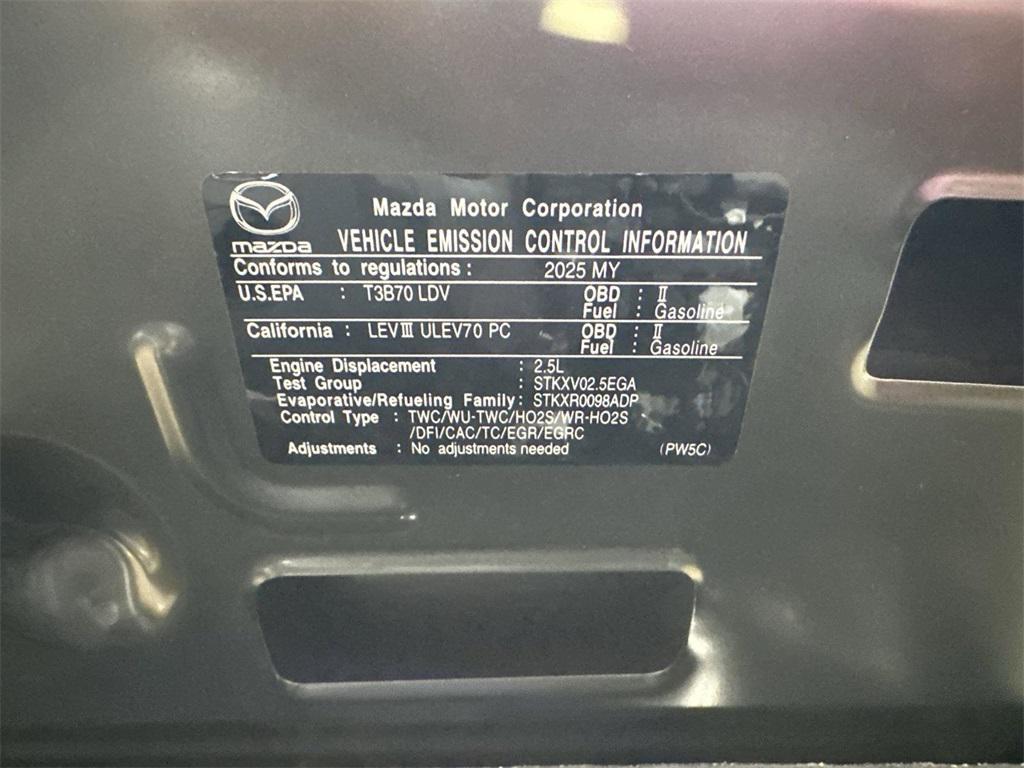 Mazda Motor Corporation
mazda VEHICLE EMISSION CONTROL INFORMATION
Conforms to regulations : 2025 MY
U.S.EPA : T3B70 LDV OBD : II
Fuel : Gasoline
California : LEVⅢ ULEV70 PC OBD : II
Fuel : Gasoline
Engine Displacement : 2.5L
Test Group : STKXV02.5EGA
Evaporative/Refueling Family : STKXR0098ADP
Control Type : TWC/WU-TWC/HO2S/WR-HO2S
/DFI/CAC/TC/EGR/EGRC
Adjustments : No adjustments needed (PW5C)